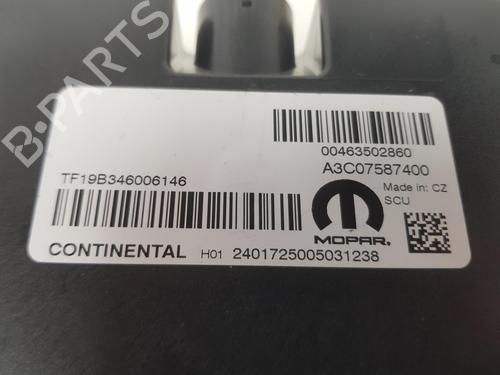 B-PARTS
00463502860
A3C07587400
TF19B346006146
Made in: CZ
SCU
MOPAR.
CONTINENTAL H01 2401725005031238